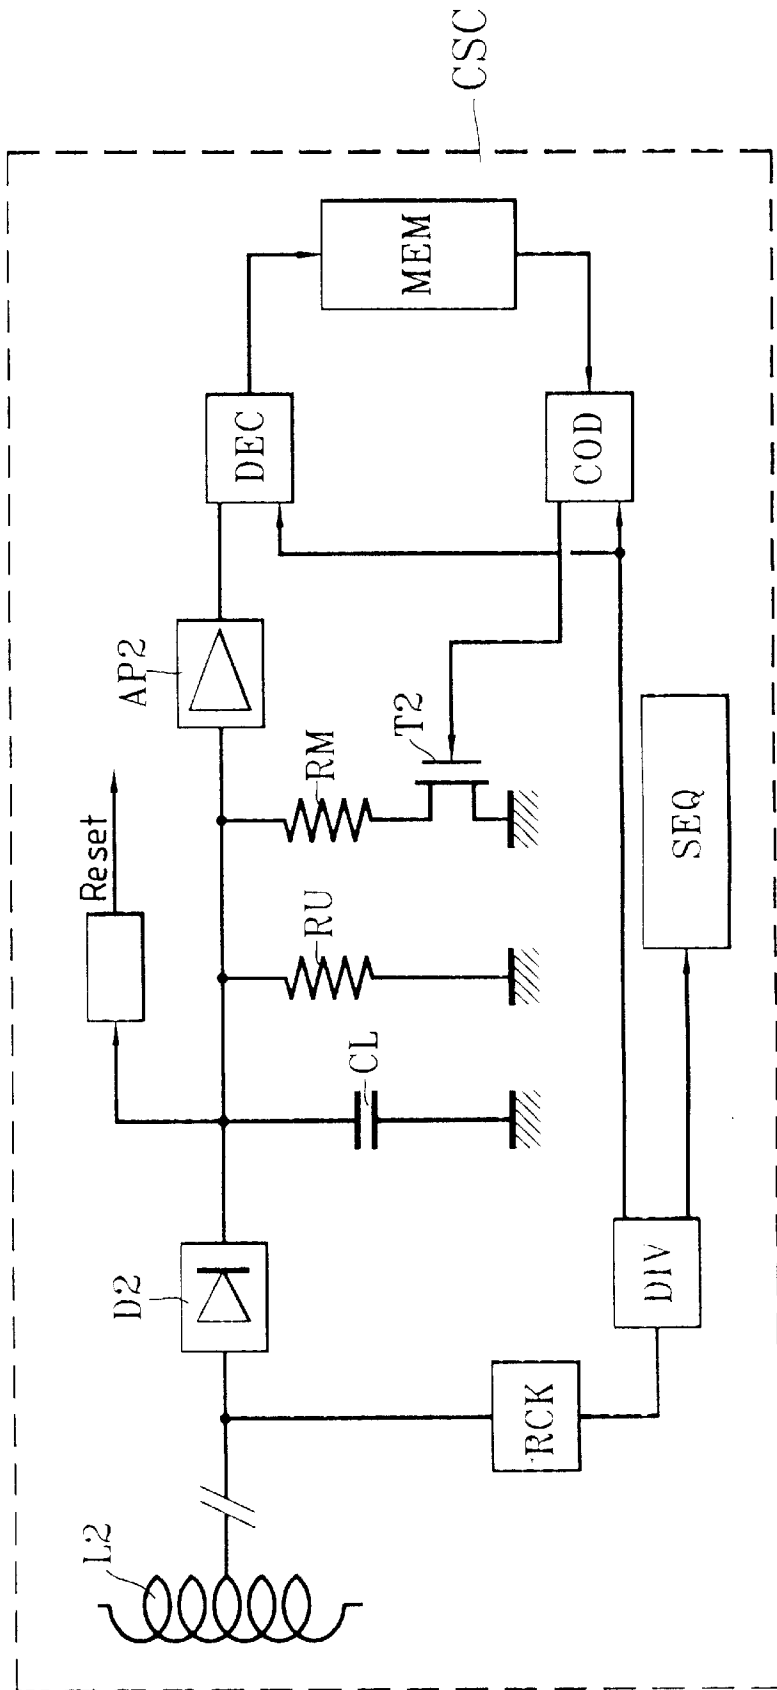 CSC
MEM
DEC
COD
AP2
T2
RM
Reset
SEQ
RU
CL
D2
DIV
RCK
L2